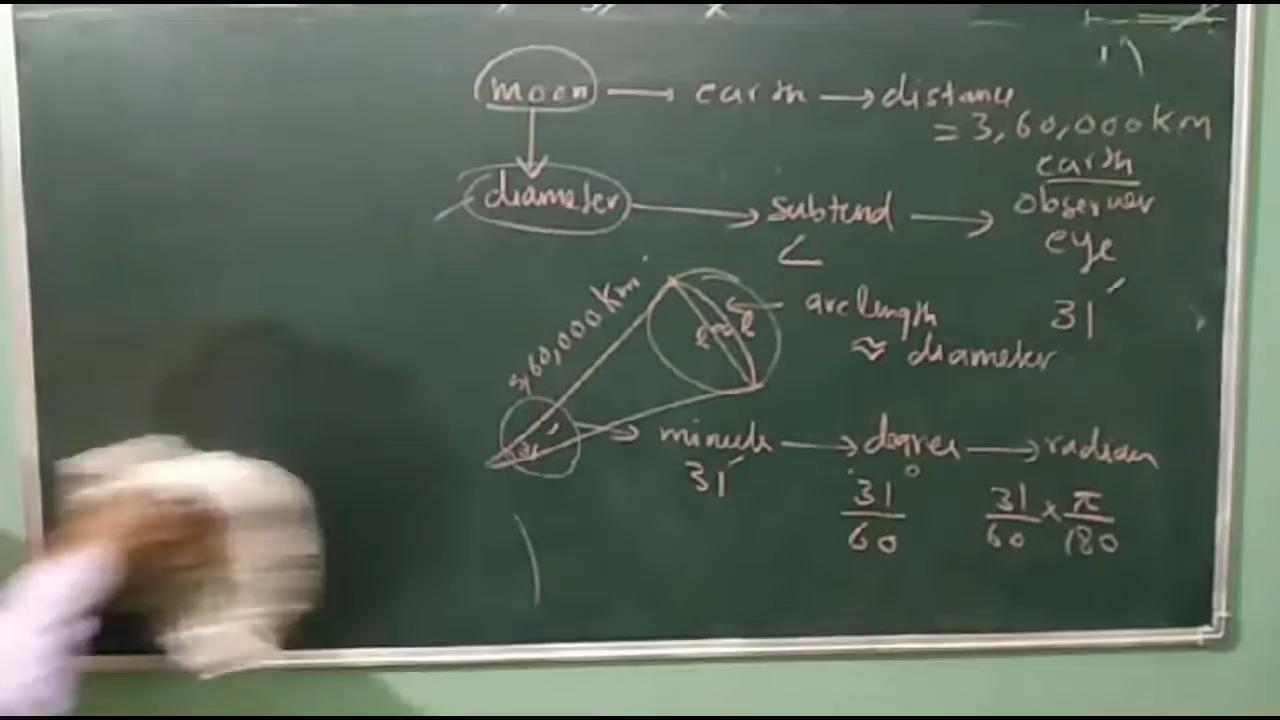 moon → earth → distance
= 3,60,000 km
earth
diameter → subtend → observer
∠ eye
31′
3,60,000 km
arc length
≈ diameter
31′ → minute → degree → radian
31′ 31°/60 31/60 × π/180